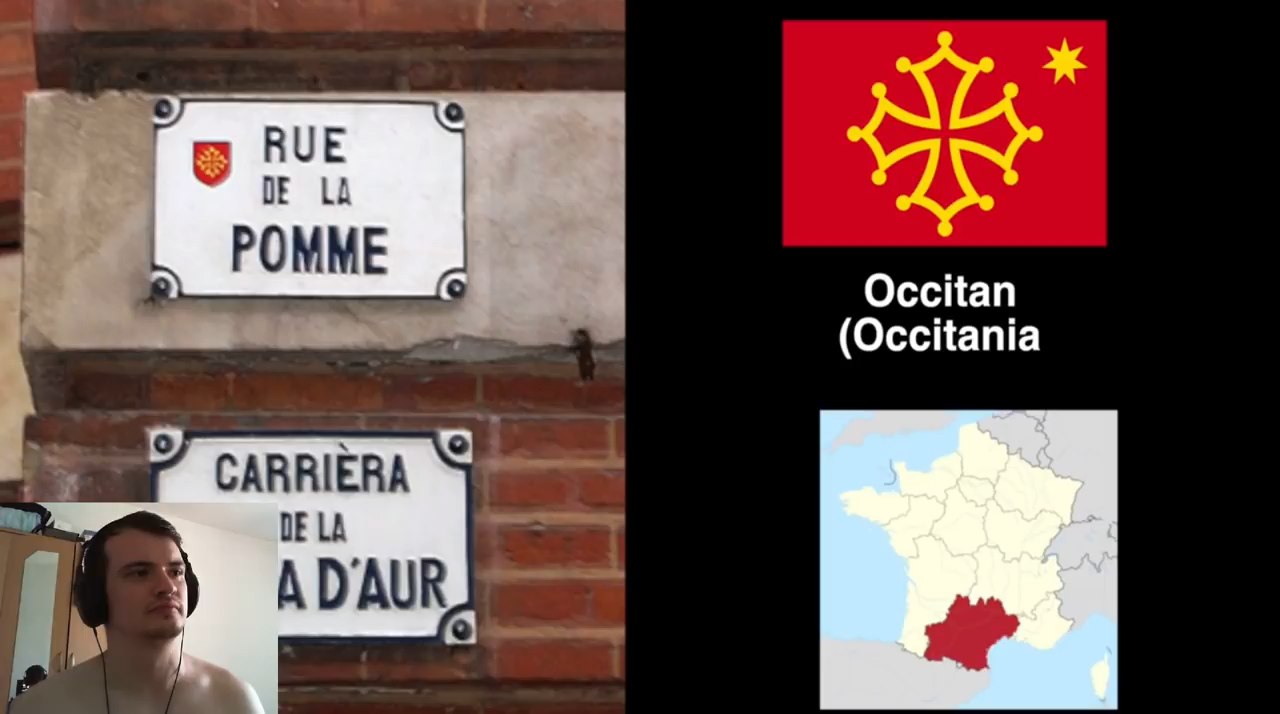 RUE
DE LA
POMME
CARRIÈRA
DE LA
D'AUR
Occitan
(Occitania